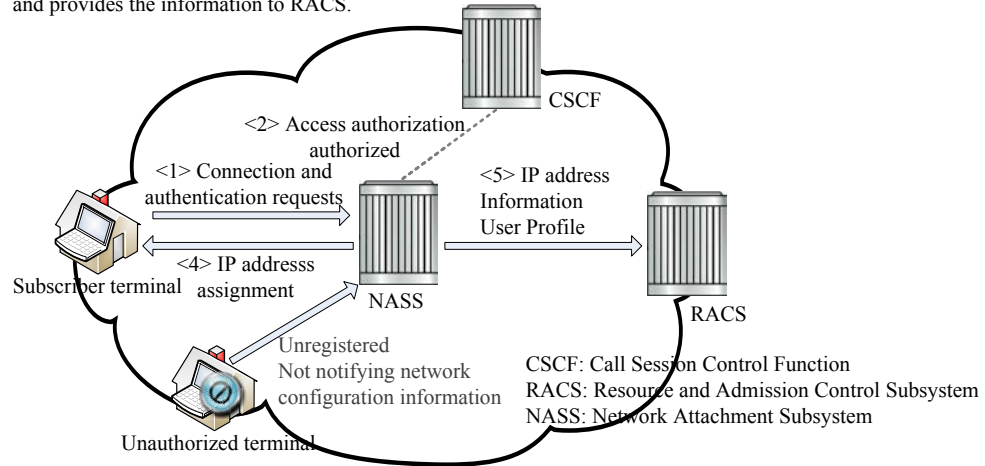 and provides the information to RACS.
CSCF
<2> Access authorization
authorized
<1> Connection and
authentication requests
<5> IP address
Information
User Profile
<4> IP addresss
assignment
Subscriber terminal
NASS
RACS
Unregistered
Not notifying network
configuration information
CSCF: Call Session Control Function
RACS: Resource and Admission Control Subsystem
NASS: Network Attachment Subsystem
Unauthorized terminal